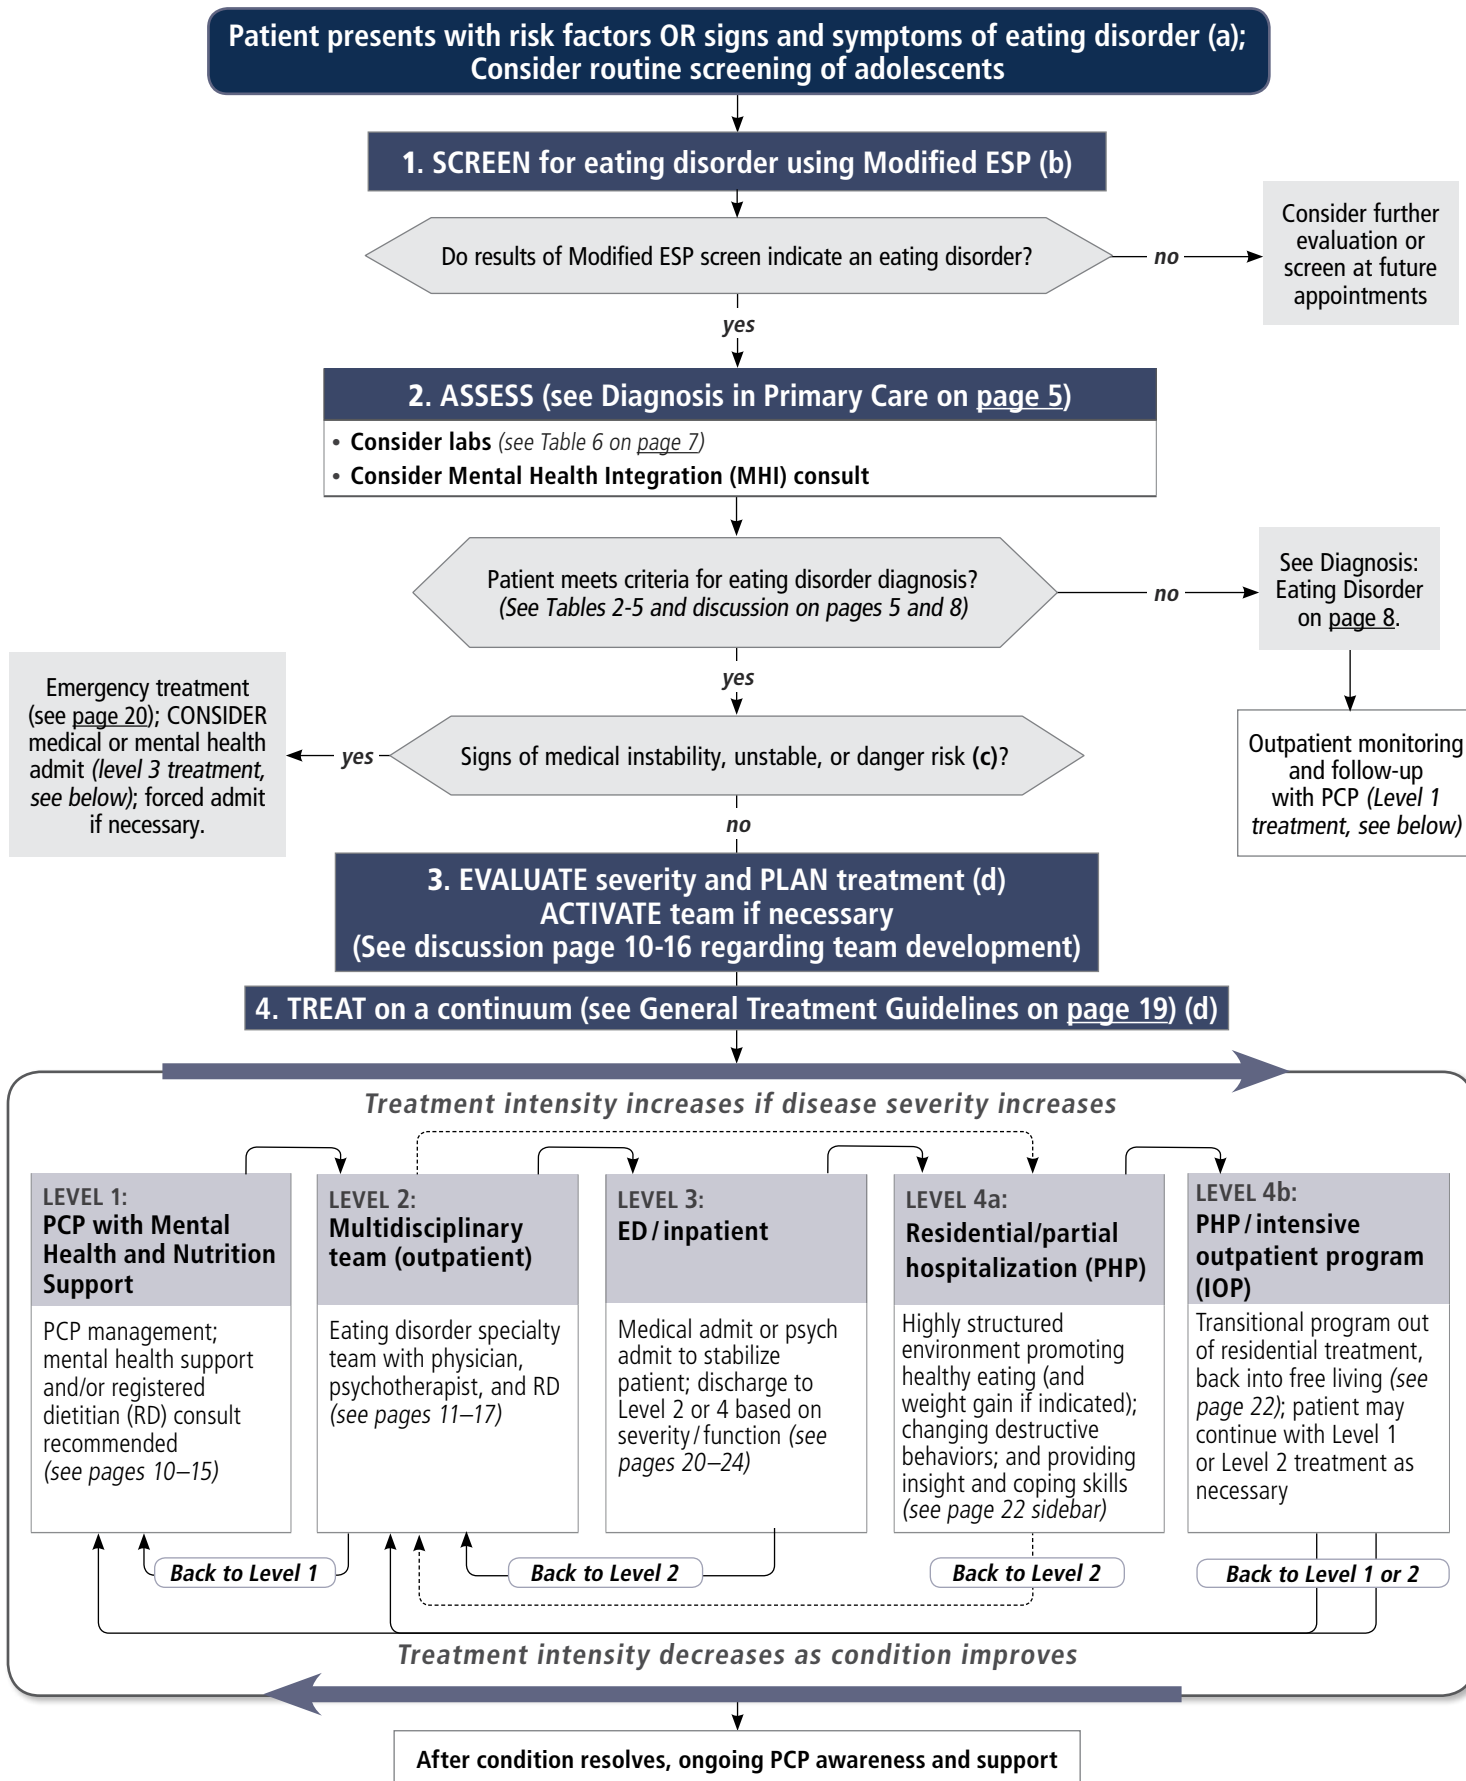 Patient presents with risk factors OR signs and symptoms of eating disorder (a);
Consider routine screening of adolescents
1. SCREEN for eating disorder using Modified ESP (b)
Do results of Modified ESP screen indicate an eating disorder?
no
Consider further
evaluation or
screen at future
appointments
yes
2. ASSESS (see Diagnosis in Primary Care on page 5)
• Consider labs (see Table 6 on page 7)
• Consider Mental Health Integration (MHI) consult
Patient meets criteria for eating disorder diagnosis?
(See Tables 2-5 and discussion on pages 5 and 8)
no
See Diagnosis:
Eating Disorder
on page 8.
Outpatient monitoring
and follow-up
with PCP (Level 1
treatment, see below)
yes
Signs of medical instability, unstable, or danger risk (c)?
yes
Emergency treatment
(see page 20); CONSIDER
medical or mental health
admit (level 3 treatment,
see below); forced admit
if necessary.
no
3. EVALUATE severity and PLAN treatment (d)
ACTIVATE team if necessary
(See discussion page 10-16 regarding team development)
4. TREAT on a continuum (see General Treatment Guidelines on page 19) (d)
Treatment intensity increases if disease severity increases
LEVEL 1:
PCP with Mental
Health and Nutrition
Support
PCP management;
mental health support
and/or registered
dietitian (RD) consult
recommended
(see pages 10–15)
LEVEL 2:
Multidisciplinary
team (outpatient)
Eating disorder specialty
team with physician,
psychotherapist, and RD
(see pages 11–17)
LEVEL 3:
ED / inpatient
Medical admit or psych
admit to stabilize
patient; discharge to
Level 2 or 4 based on
severity / function (see
pages 20–24)
LEVEL 4a:
Residential/partial
hospitalization (PHP)
Highly structured
environment promoting
healthy eating (and
weight gain if indicated);
changing destructive
behaviors; and providing
insight and coping skills
(see page 22 sidebar)
LEVEL 4b:
PHP / intensive
outpatient program
(IOP)
Transitional program out
of residential treatment,
back into free living (see
page 22); patient may
continue with Level 1
or Level 2 treatment as
necessary
Back to Level 1
Back to Level 2
Back to Level 2
Back to Level 1 or 2
Treatment intensity decreases as condition improves
After condition resolves, ongoing PCP awareness and support